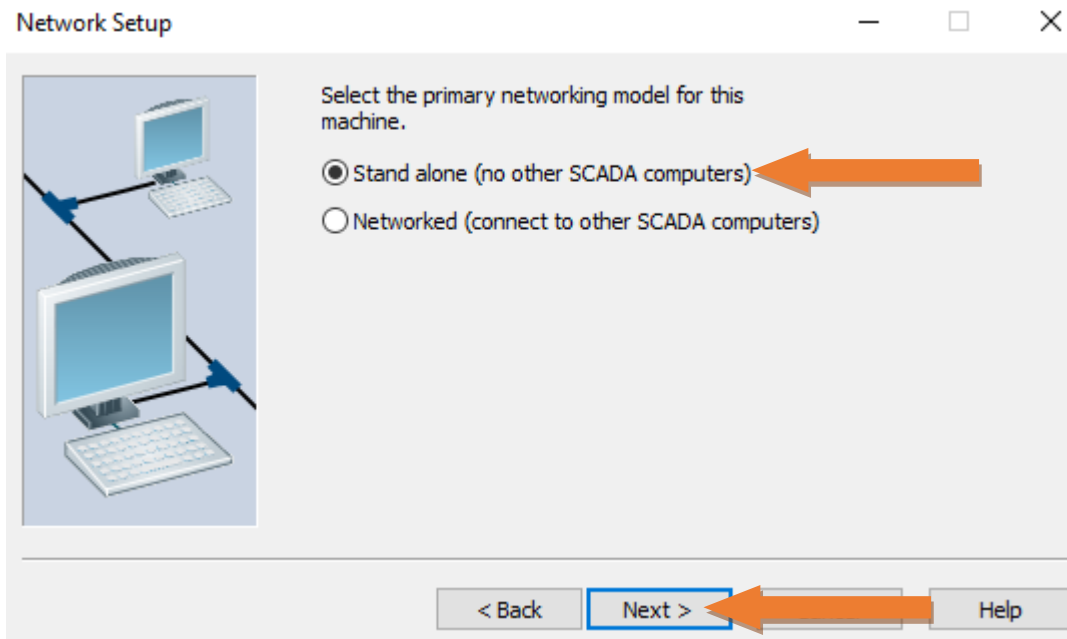 Network Setup
Select the primary networking model for this
machine.
Stand alone (no other SCADA computers)
Networked (connect to other SCADA computers)
< Back
Next >
Help